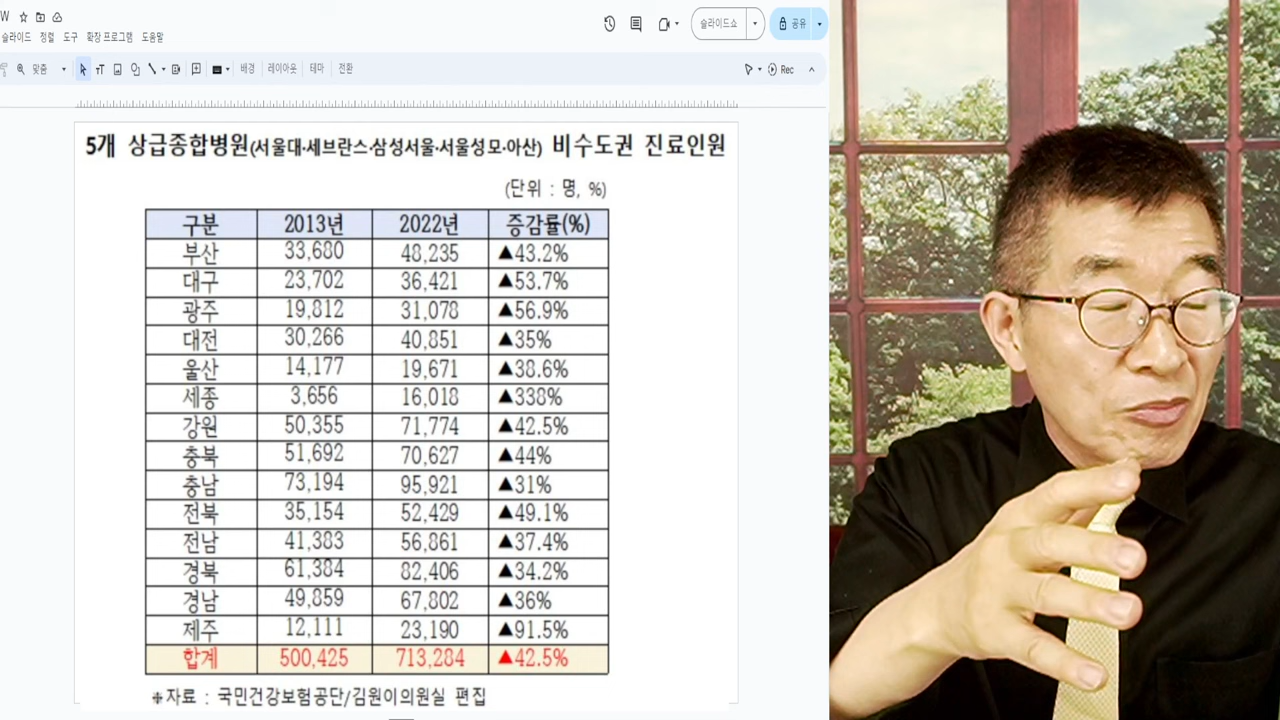 W
슬라이드 정렬 도구 확장 프로그램 도움말
슬라이드쇼
공유
맞춤
배경 레이아웃 테마 전환
Rec
5개 상급종합병원(서울대·세브란스·삼성서울·서울성모·아산) 비수도권 진료인원
(단위 : 명, %)
구분 2013년 2022년 증감률(%)
부산 33,680 48,235 ▲43.2%
대구 23,702 36,421 ▲53.7%
광주 19,812 31,078 ▲56.9%
대전 30,266 40,851 ▲35%
울산 14,177 19,671 ▲38.6%
세종 3,656 16,018 ▲338%
강원 50,355 71,774 ▲42.5%
충북 51,692 70,627 ▲44%
충남 73,194 95,921 ▲31%
전북 35,154 52,429 ▲49.1%
전남 41,383 56,861 ▲37.4%
경북 61,384 82,406 ▲34.2%
경남 49,859 67,802 ▲36%
제주 12,111 23,190 ▲91.5%
합계 500,425 713,284 ▲42.5%
※자료 : 국민건강보험공단/김원이의원실 편집